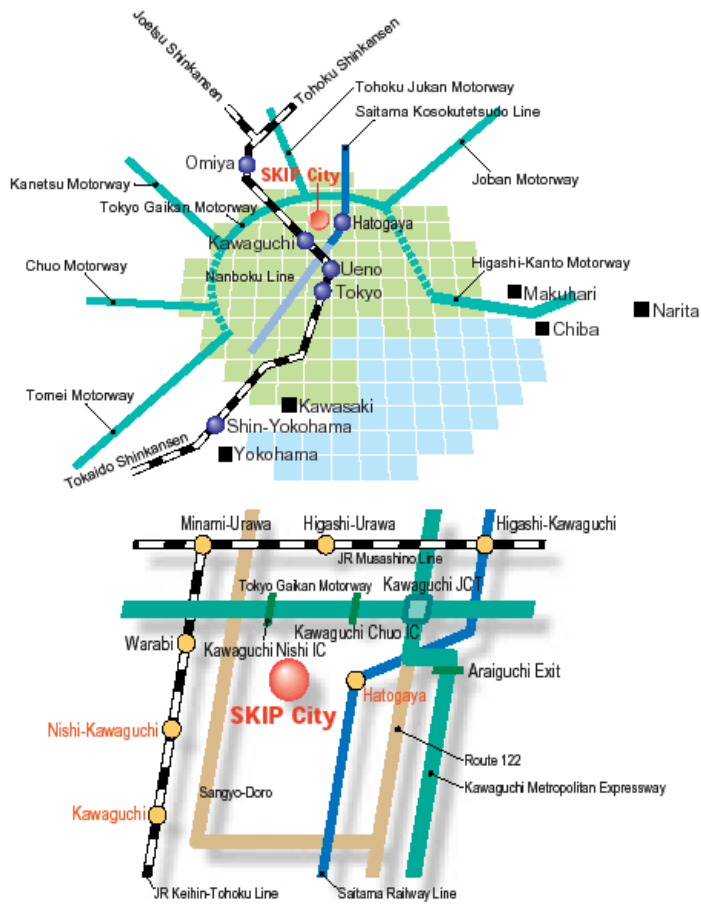 Joetsu Shinkansen
Tohoku Shinkansen
Tohoku Jukan Motorway
Saitama Kosokutetsudo Line
Omiya
SKIP City
Joban Motorway
Kanetsu Motorway
Tokyo Gaikan Motorway
Hatogaya
Kawaguchi
Chuo Motorway
Nanboku Line
Ueno
Higashi-Kanto Motorway
Tokyo
Makuhari
Narita
Chiba
Tomei Motorway
Kawasaki
Shin-Yokohama
Tokaido Shinkansen
Yokohama
Minami-Urawa
Higashi-Urawa
Higashi-Kawaguchi
JR Musashino Line
Tokyo Gaikan Motorway
Kawaguchi JCT
Kawaguchi Chuo IC
Warabi
Kawaguchi Nishi IC
Araiguchi Exit
Hatogaya
SKIP City
Nishi-Kawaguchi
Route 122
Sangyo-Doro
Kawaguchi Metropolitan Expressway
Kawaguchi
JR Keihin-Tohoku Line
Saitama Railway Line